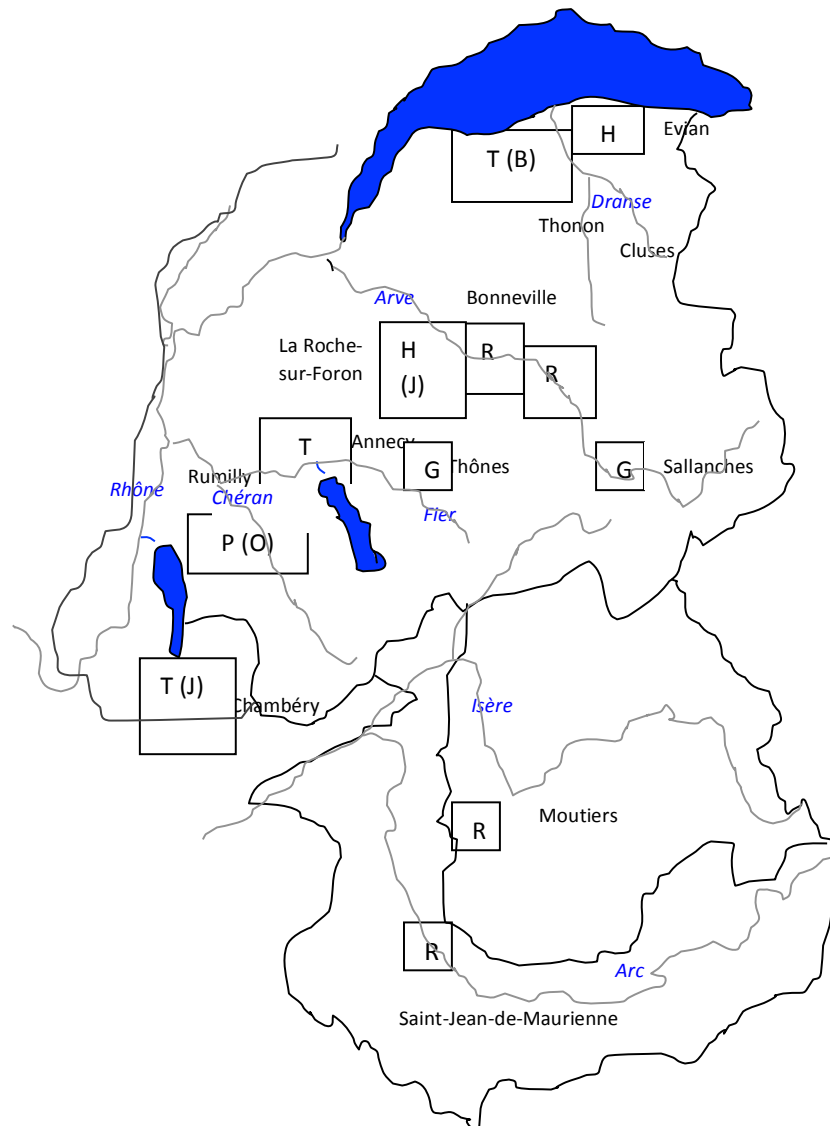 H
Evian
T (B)
Dranse
Thonon
Cluses
Arve
Bonneville
La Roche-
sur-Foron
H
(J)
R
R
T
Annecy
G
Thônes
G
Sallanches
Rumilly
Rhône
Chéran
Fier
P (O)
T (J)
Chambéry
Isère
R
Moutiers
R
Arc
Saint-Jean-de-Maurienne